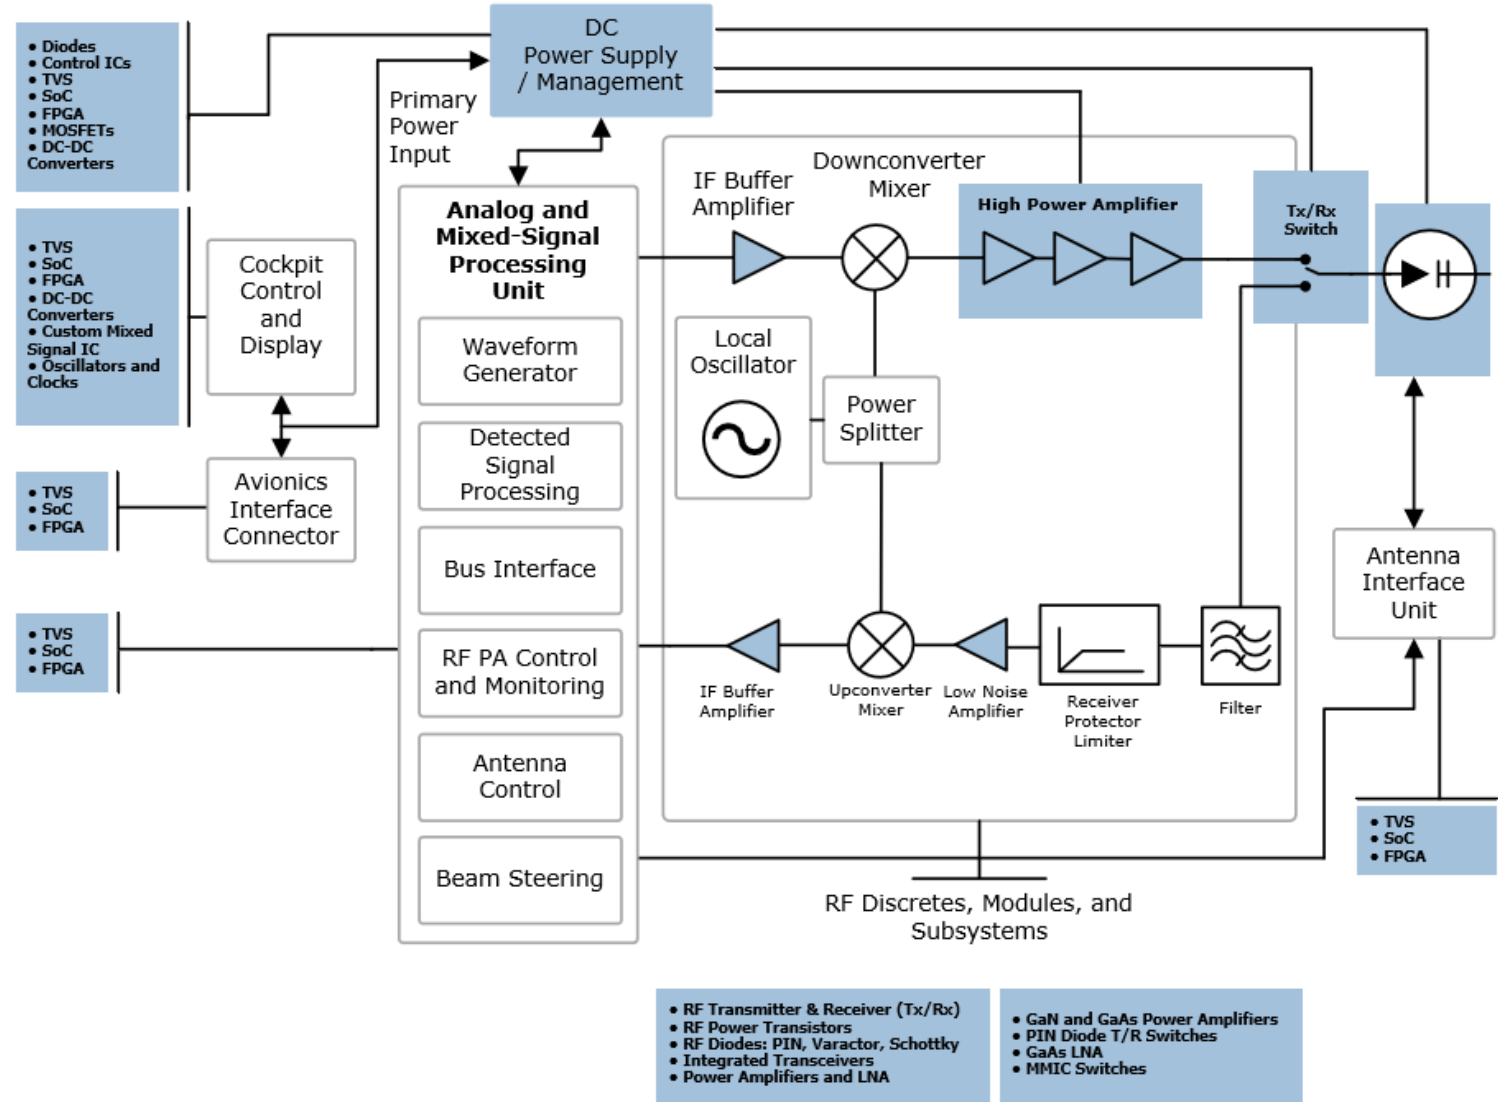 DC
Power Supply
/ Management
• Diodes
• Control ICs
• TVS
• SoC
• FPGA
• MOSFETs
• DC-DC
Converters
Primary
Power
Input
• TVS
• SoC
• FPGA
• DC-DC
Converters
• Custom Mixed
Signal IC
• Oscillators and
Clocks
Cockpit
Control
and
Display
• TVS
• SoC
• FPGA
Avionics
Interface
Connector
• TVS
• SoC
• FPGA
Analog and
Mixed-Signal
Processing
Unit
Waveform
Generator
Detected
Signal
Processing
Bus Interface
RF PA Control
and Monitoring
Antenna
Control
Beam Steering
IF Buffer
Amplifier
Downconverter
Mixer
High Power Amplifier
Tx/Rx
Switch
Local
Oscillator
Power
Splitter
IF Buffer
Amplifier
Upconverter
Mixer
Low Noise
Amplifier
Receiver
Protector
Limiter
Filter
Antenna
Interface
Unit
• TVS
• SoC
• FPGA
RF Discretes, Modules, and
Subsystems
• RF Transmitter & Receiver (Tx/Rx)
• RF Power Transistors
• RF Diodes: PIN, Varactor, Schottky
• Integrated Transceivers
• Power Amplifiers and LNA
• GaN and GaAs Power Amplifiers
• PIN Diode T/R Switches
• GaAs LNA
• MMIC Switches